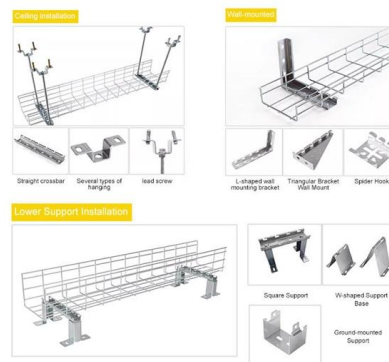 Ceiling installation
Wall-mounted
Straight crossbar
Several types of
hanging
lead screw
L-shaped wall
mounting bracket
Triangular Bracket
Wall Mount
Spider Hook
Lower Support Installation
Square Support
W-shaped Support
Base
Ground-mounted
Support